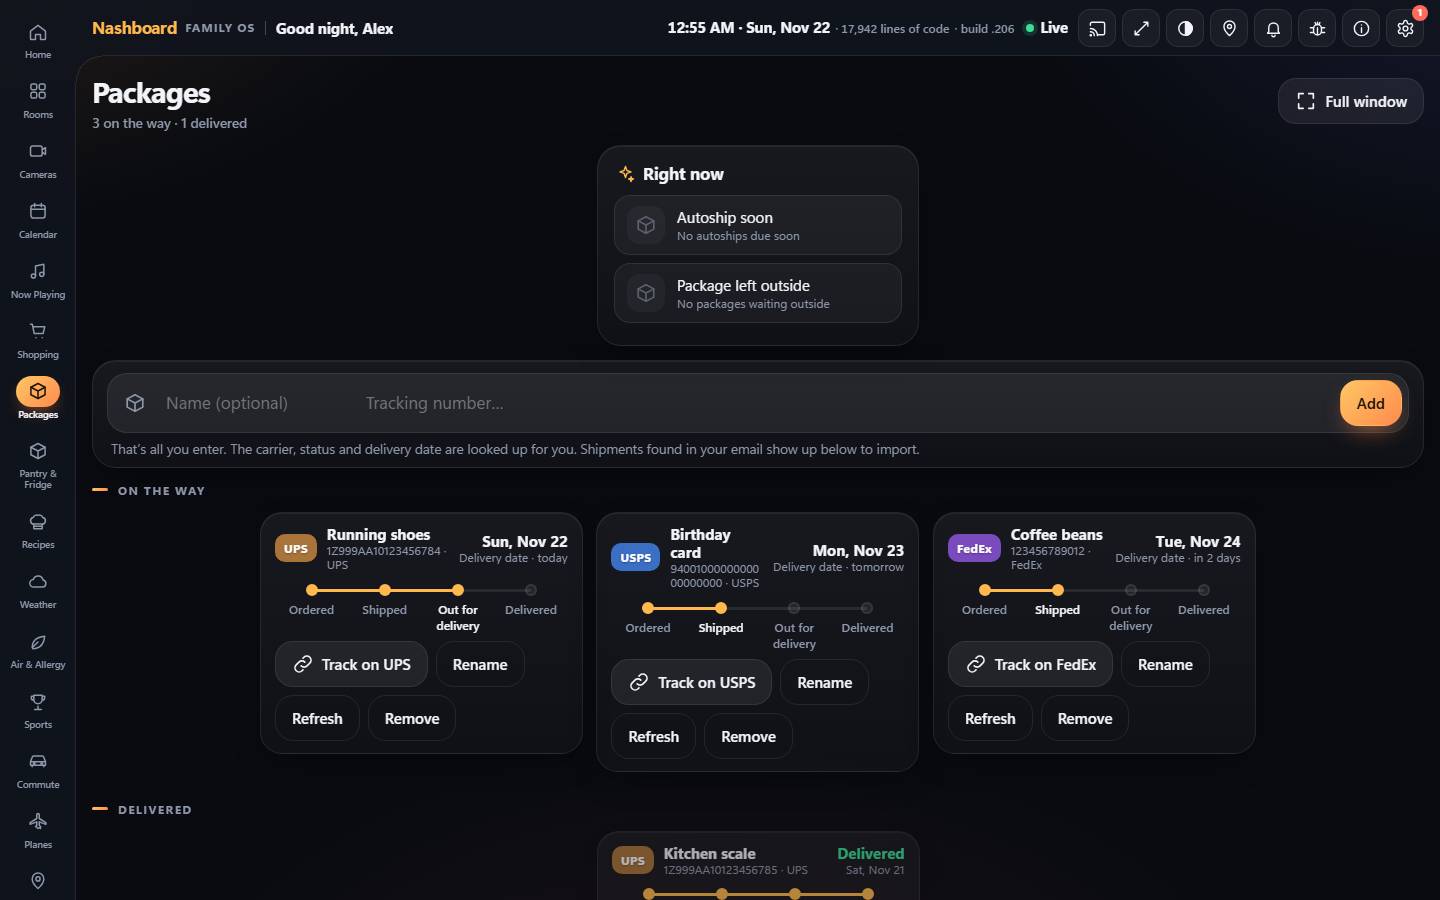 Nashboard FAMILY OS Good night, Alex
12:55 AM · Sun, Nov 22 · 17,942 lines of code · build .206 Live
1
Home
Rooms
Cameras
Calendar
Now Playing
Shopping
Packages
Pantry &
Fridge
Recipes
Weather
Air & Allergy
Sports
Commute
Planes
Packages
3 on the way · 1 delivered
Full window
Right now
Autoship soon
No autoships due soon
Package left outside
No packages waiting outside
Name (optional) Tracking number...
Add
That's all you enter. The carrier, status and delivery date are looked up for you. Shipments found in your email show up below to import.
ON THE WAY
UPS
Running shoes
1Z999AA10123456784 ·
UPS
Sun, Nov 22
Delivery date · today
Ordered
Shipped
Out for
delivery
Delivered
Track on UPS
Rename
Refresh
Remove
USPS
Birthday
card
94001000000000
00000000 · USPS
Mon, Nov 23
Delivery date · tomorrow
Ordered
Shipped
Out for
delivery
Delivered
Track on USPS
Rename
Refresh
Remove
FedEx
Coffee beans
123456789012 ·
FedEx
Tue, Nov 24
Delivery date · in 2 days
Ordered
Shipped
Out for
delivery
Delivered
Track on FedEx
Rename
Refresh
Remove
DELIVERED
UPS
Kitchen scale
1Z999AA10123456785 · UPS
Delivered
Sat, Nov 21